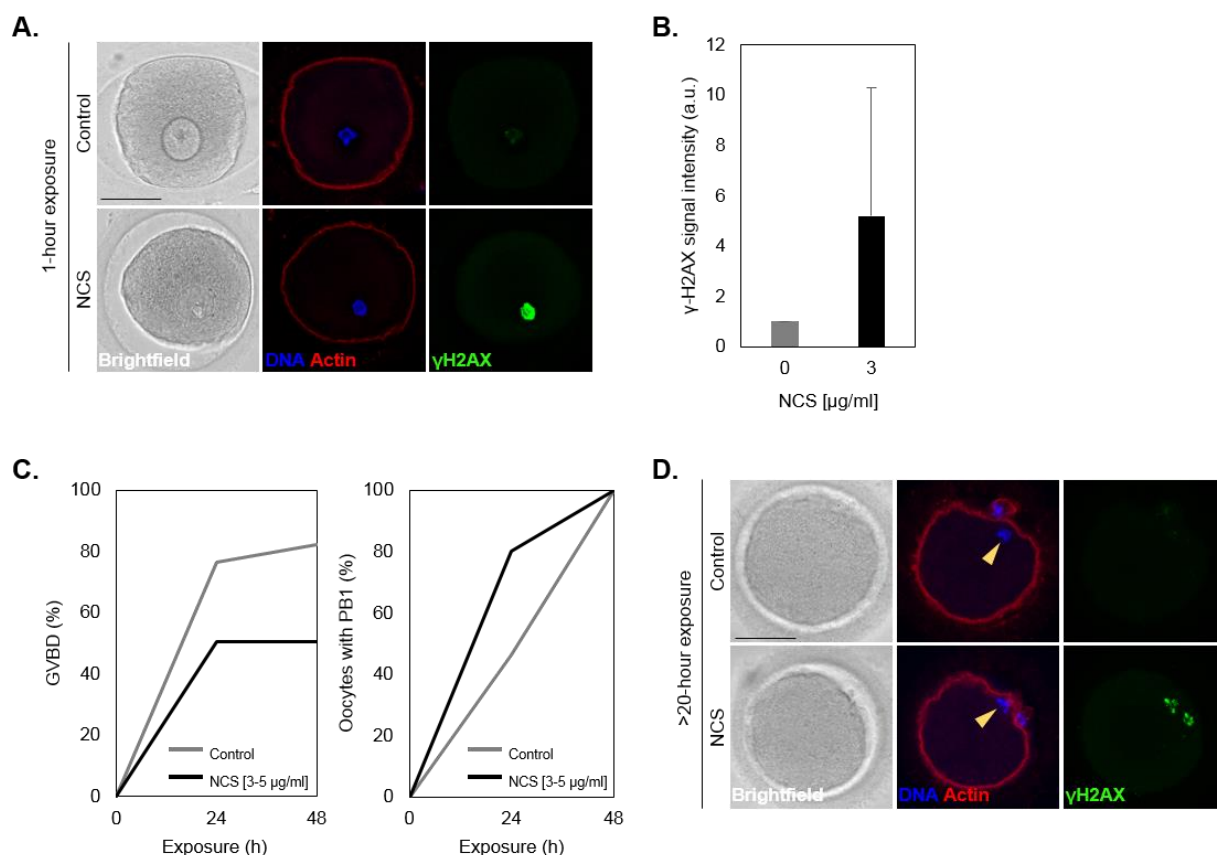 A.
1-hour exposure
Control
NCS
Brightfield
DNA Actin
γH2AX
B.
γ-H2AX signal intensity (a.u.)
12
10
8
6
4
2
0
0 3
NCS [µg/ml]
C.
GVBD (%)
100
80
60
40
20
0
Control
NCS [3-5 µg/ml]
0 24 48
Exposure (h)
Oocytes with PB1 (%)
100
80
60
40
20
0
Control
NCS [3-5 µg/ml]
0 24 48
Exposure (h)
D.
>20-hour exposure
Control
NCS
Brightfield
DNA Actin
γH2AX